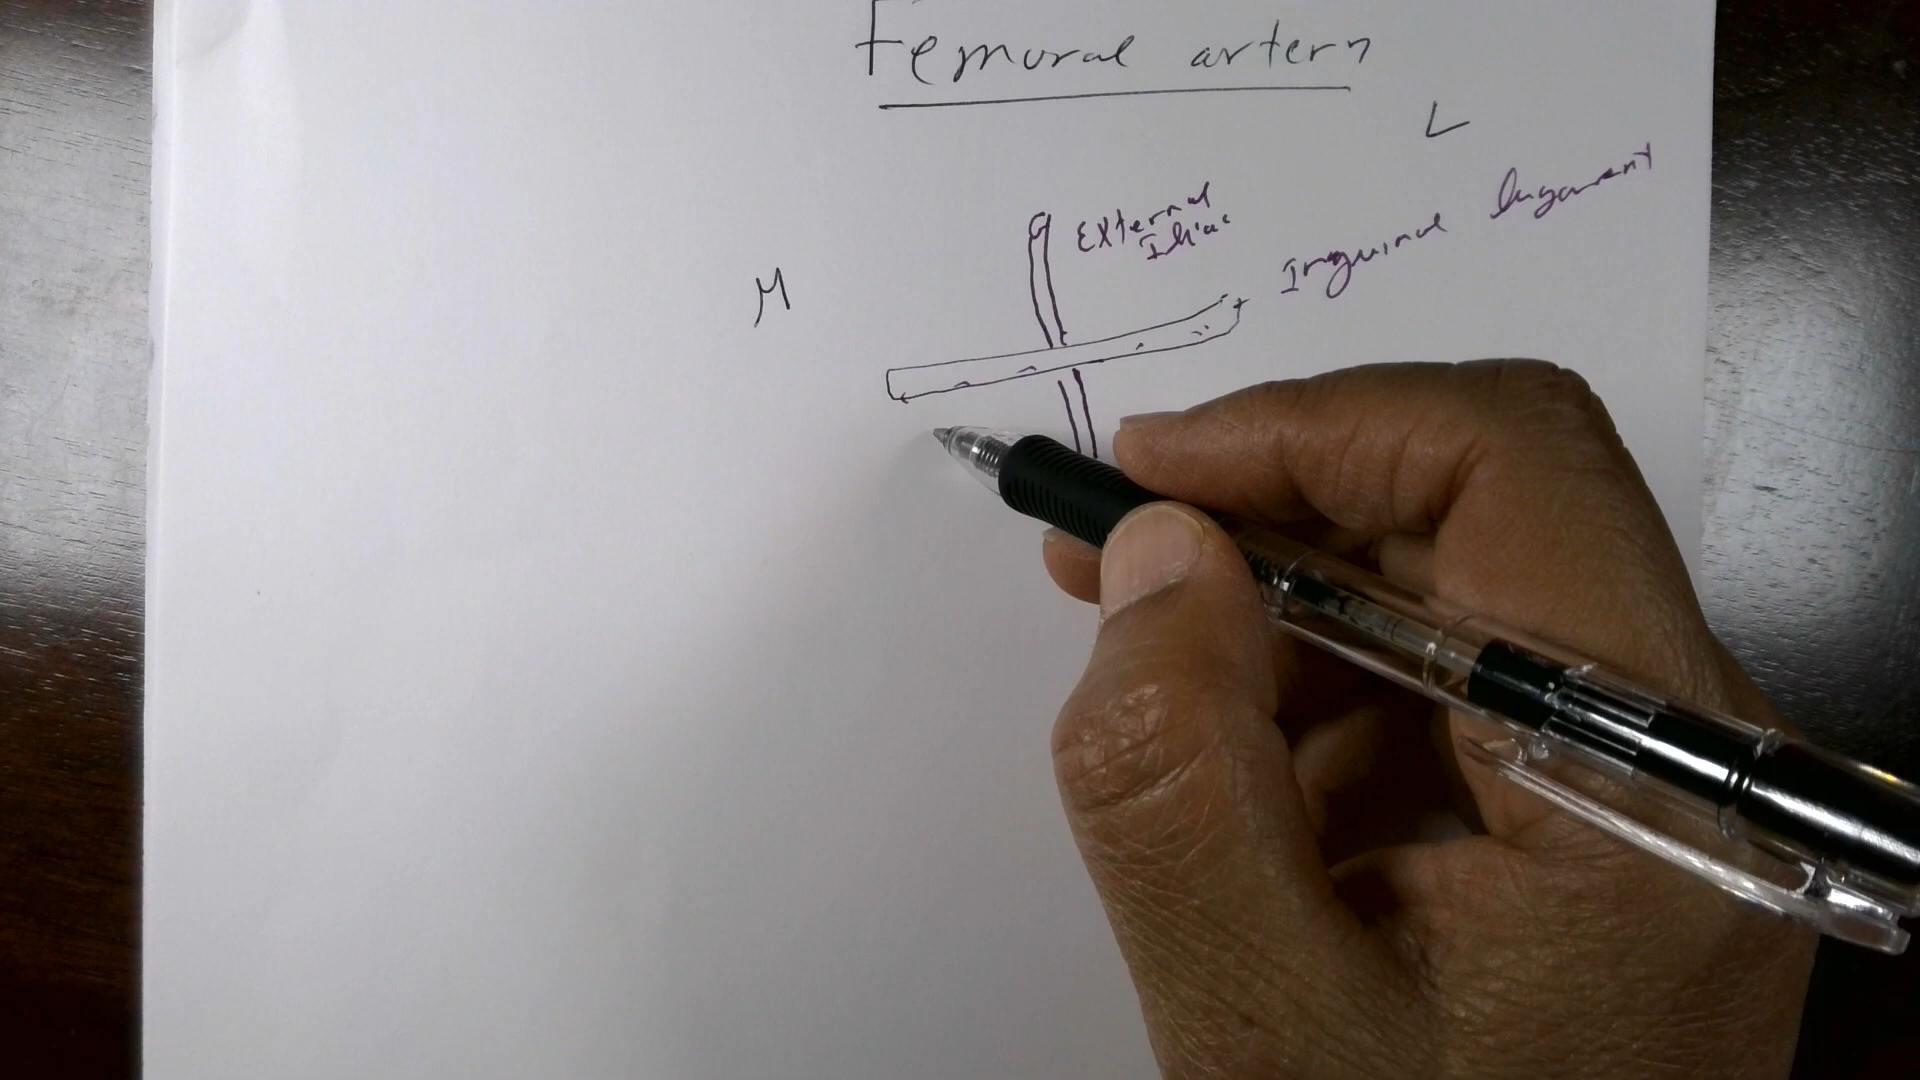 Femoral artery
L
External
Iliac
Inguinal ligament
M